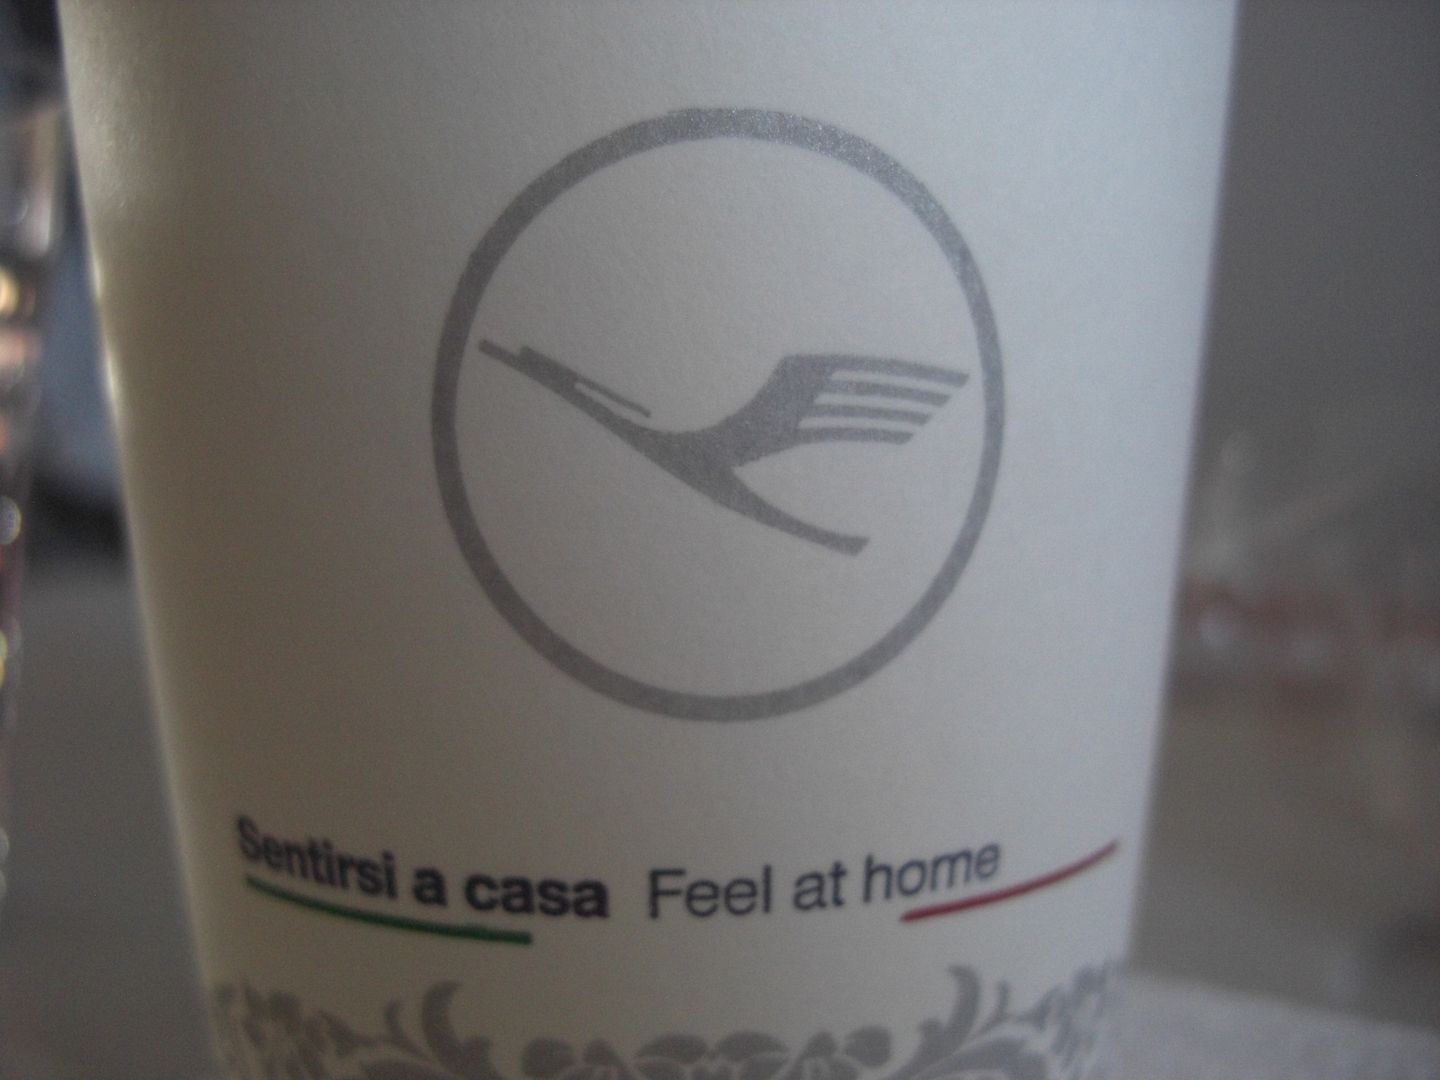 Sentirsi a casa Feel at home